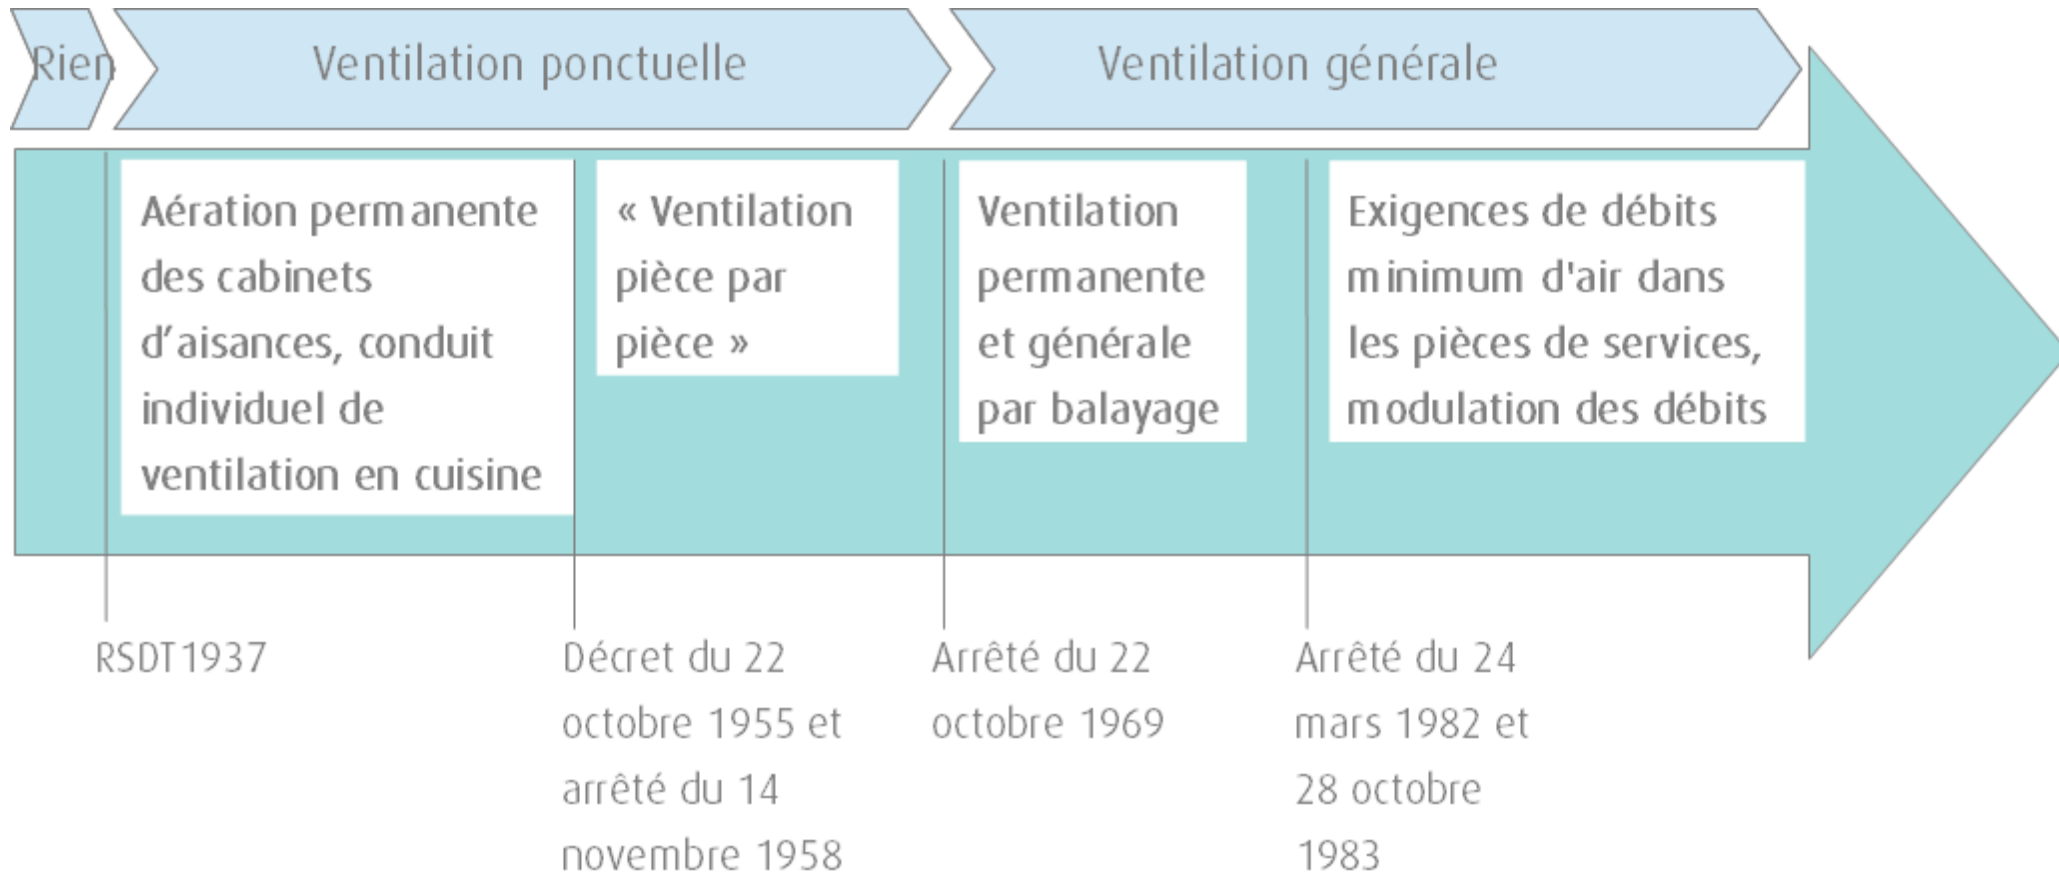 Rien
Ventilation ponctuelle
Ventilation générale
Aération permanente
des cabinets
d’aisances, conduit
individuel de
ventilation en cuisine
« Ventilation
pièce par
pièce »
Ventilation
permanente
et générale
par balayage
Exigences de débits
minimum d'air dans
les pièces de services,
modulation des débits
RSDT1937
Décret du 22
octobre 1955 et
arrêté du 14
novembre 1958
Arrêté du 22
octobre 1969
Arrêté du 24
mars 1982 et
28 octobre
1983